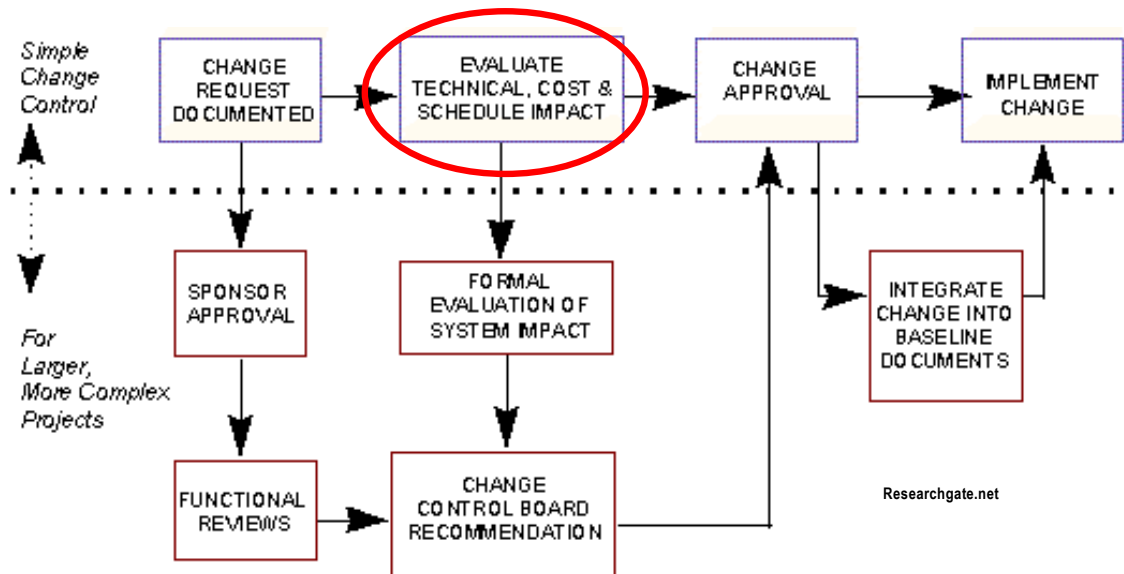 Simple
Change
Control
CHANGE
REQUEST
DOCUMENTED
EVALUATE
TECHNICAL, COST &
SCHEDULE IMPACT
CHANGE
APPROVAL
IMPLEMENT
CHANGE
For
Larger,
More Complex
Projects
SPONSOR
APPROVAL
FORMAL
EVALUATION OF
SYSTEM IMPACT
INTEGRATE
CHANGE INTO
BASELINE
DOCUMENTS
FUNCTIONAL
REVIEWS
CHANGE
CONTROL BOARD
RECOMMENDATION
Researchgate.net